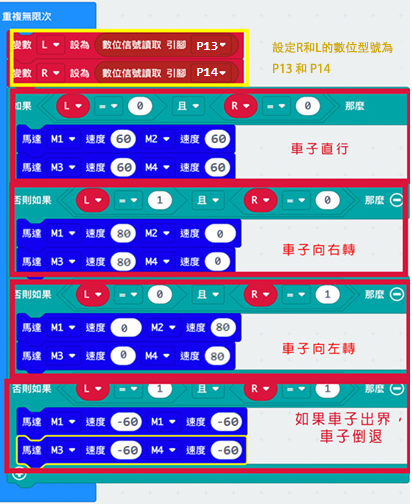 重複無限次
變數 L 設為 數位信號讀取 引腳 P13
變數 R 設為 數位信號讀取 引腳 P14
設定R和L的數位型號為
P13 和 P14
如果 L = 0 且 R = 0 那麼
馬達 M1 速度 60 M2 速度 60
馬達 M3 速度 60 M4 速度 60
車子直行
否則如果 L = 1 且 R = 0 那麼
馬達 M1 速度 80 M2 速度 0
馬達 M3 速度 80 M4 速度 0
車子向右轉
否則如果 L = 0 且 R = 1 那麼
馬達 M1 速度 0 M2 速度 80
馬達 M3 速度 0 M4 速度 80
車子向左轉
否則如果 L = 1 且 R = 1 那麼
馬達 M1 速度 -60 M1 速度 -60
馬達 M3 速度 -60 M4 速度 -60
如果車子出界，
車子倒退